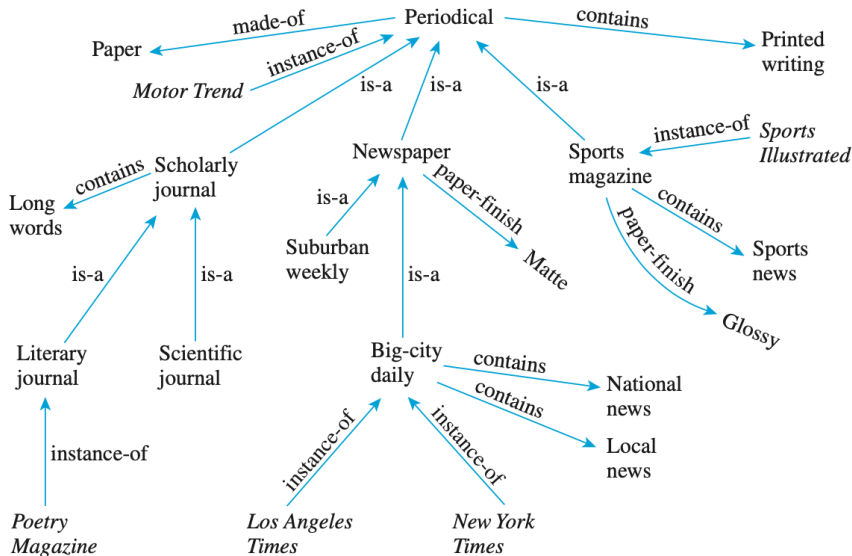 Periodical
made-of
contains
Paper
Printed
writing
instance-of
Motor Trend
is-a
is-a
is-a
instance-of
Sports
Illustrated
Scholarly
journal
Newspaper
Sports
magazine
contains
Long
words
is-a
paper-finish
contains
paper-finish
Suburban
weekly
Matte
Sports
news
is-a
is-a
is-a
Glossy
Literary
journal
Scientific
journal
Big-city
daily
contains
National
news
contains
Local
news
instance-of
instance-of
instance-of
Poetry
Magazine
Los Angeles
Times
New York
Times